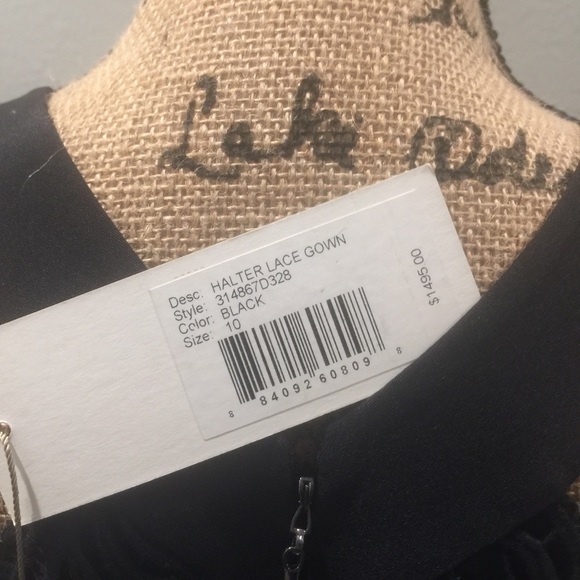 Desc: HALTER LACE GOWN
Style: 314867D328
Color: BLACK
Size: 10
8 84092 60809 8
$1495.00